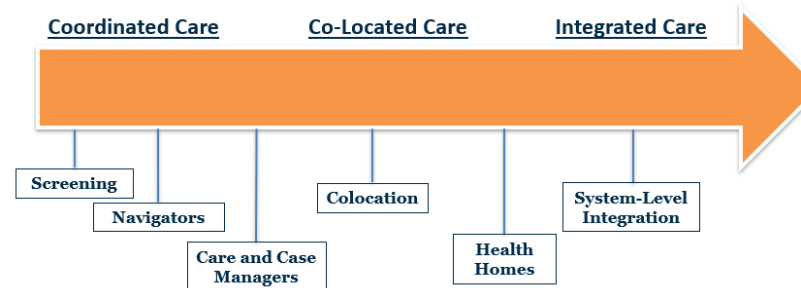 Coordinated Care
Co-Located Care
Integrated Care
Screening
Navigators
Care and Case
Managers
Colocation
Health
Homes
System-Level
Integration